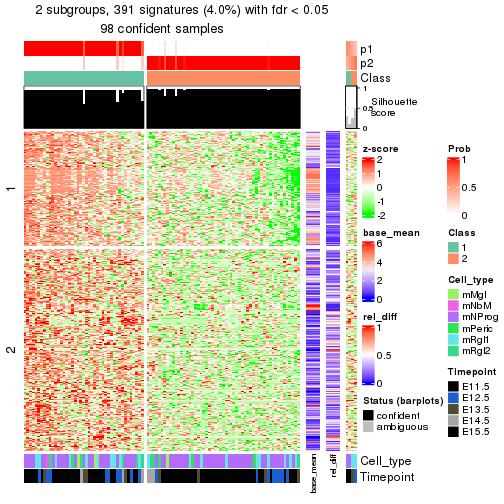 2 subgroups, 391 signatures (4.0%) with fdr < 0.05
98 confident samples
p1
p2
Class
1
0.5
0
Silhouette
score
1
2
z-score
2
1
0
-1
-2
Prob
1
0.5
0
base_mean
6
4
2
0
Class
1
2
Cell_type
mMgl
mNbM
mNProg
mPeric
mRgl1
mRgl2
rel_diff
1
0.5
0
Timepoint
E11.5
E12.5
E13.5
E14.5
E15.5
Status (barplots)
confident
ambiguous
Cell_type
Timepoint
base_mean
rel_diff